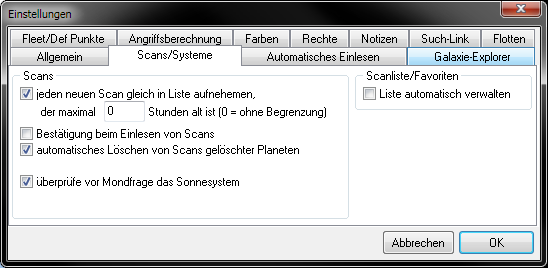 Einstellungen
Fleet/Def Punkte Angriffsberechnung Farben Rechte Notizen Such-Link Flotten
Allgemein Scans/Systeme Automatisches Einlesen Galaxie-Explorer
Scans
jeden neuen Scan gleich in Liste aufnehemen,
der maximal 0 Stunden alt ist (0 = ohne Begrenzung)
Bestätigung beim Einlesen von Scans
automatisches Löschen von Scans gelöschter Planeten
überprüfe vor Mondfrage das Sonnesystem
Scanliste/Favoriten
Liste automatisch verwalten
Abbrechen OK